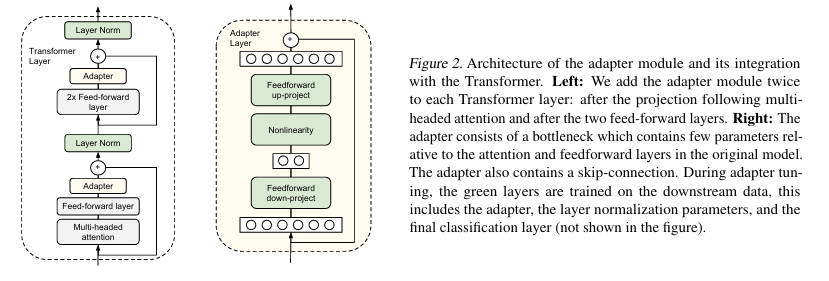 Layer Norm
Transformer
Layer
+
Adapter
2x Feed-forward
layer
Layer Norm
+
Adapter
Feed-forward layer
Multi-headed
attention
Adapter
Layer
+
Feedforward
up-project
Nonlinearity
Feedforward
down-project
Figure 2. Architecture of the adapter module and its integration
with the Transformer. Left: We add the adapter module twice
to each Transformer layer: after the projection following multi-
headed attention and after the two feed-forward layers. Right: The
adapter consists of a bottleneck which contains few parameters rel-
ative to the attention and feedforward layers in the original model.
The adapter also contains a skip-connection. During adapter tun-
ing, the green layers are trained on the downstream data, this
includes the adapter, the layer normalization parameters, and the
final classification layer (not shown in the figure).